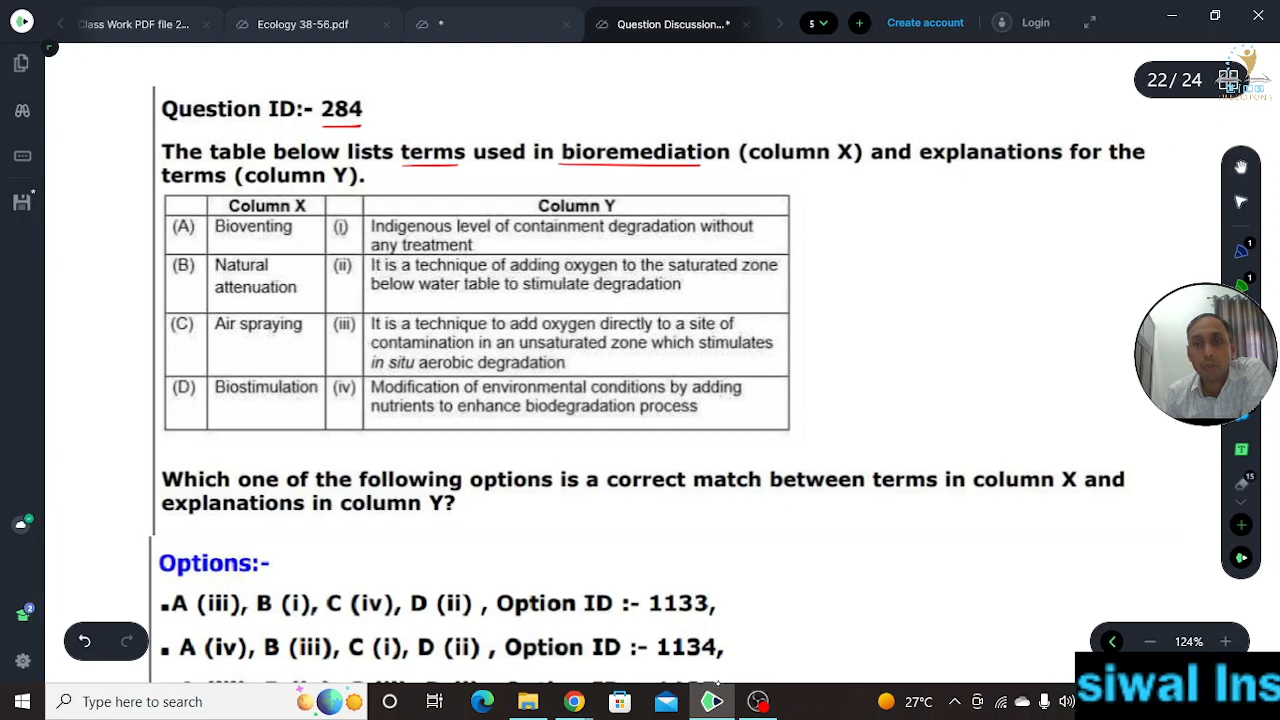 Class Work PDF file 2...
Ecology 38-56.pdf
*
Question Discussion...*
5
Create account
Login
22 / 24
Question ID:- 284
The table below lists terms used in bioremediation (column X) and explanations for the
terms (column Y).
Column X
Column Y
(A) Bioventing (i) Indigenous level of containment degradation without
any treatment
(B) Natural (ii) It is a technique of adding oxygen to the saturated zone
attenuation below water table to stimulate degradation
(C) Air spraying (iii) It is a technique to add oxygen directly to a site of
contamination in an unsaturated zone which stimulates
in situ aerobic degradation
(D) Biostimulation (iv) Modification of environmental conditions by adding
nutrients to enhance biodegradation process
Which one of the following options is a correct match between terms in column X and
explanations in column Y?
Options:-
▪A (iii), B (i), C (iv), D (ii) , Option ID :- 1133,
▪ A (iv), B (iii), C (i), D (ii) , Option ID :- 1134,
1
1
T
15
2
124%
siwal Ins
Type here to search
27°C